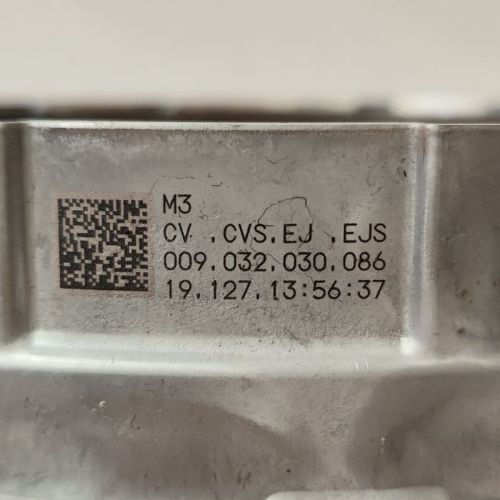 M3
CV ,CVS,EJ ,EJS
009,032,030,086
19,127,13:56:37